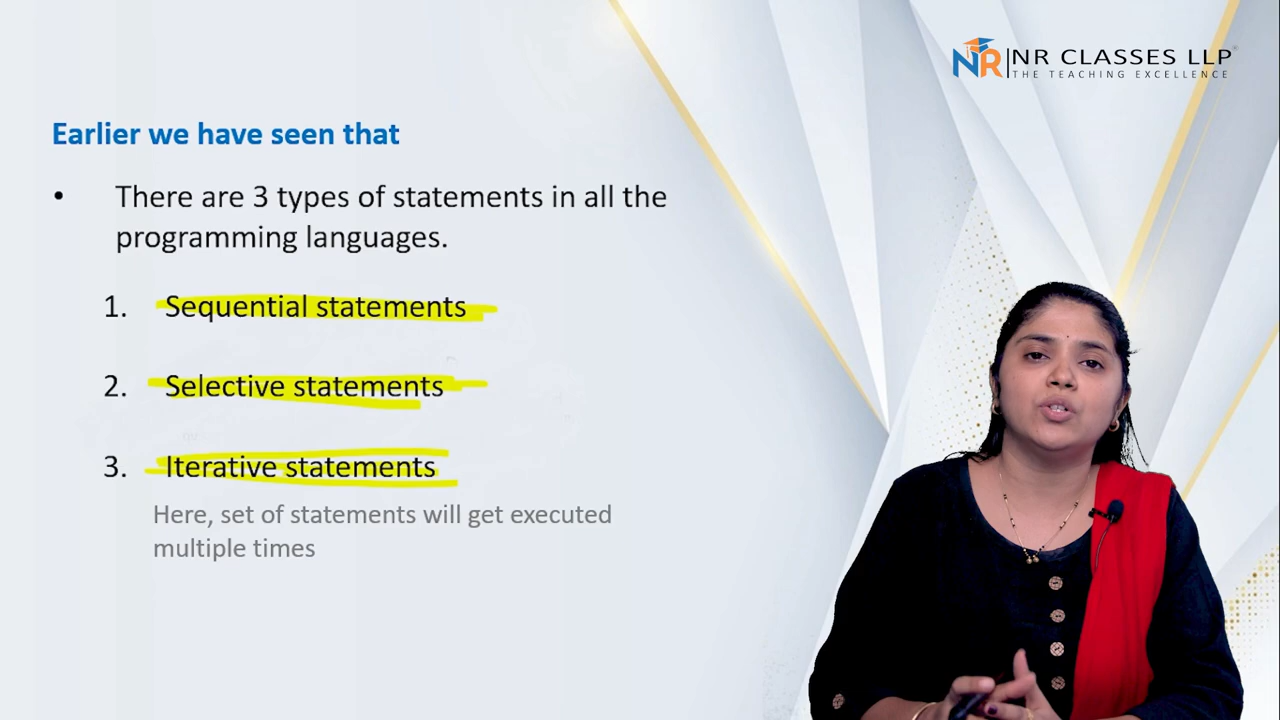 NR|NR CLASSES LLP
THE TEACHING EXCELLENCE
Earlier we have seen that
• There are 3 types of statements in all the
programming languages.
1. Sequential statements
2. Selective statements
3. Iterative statements
Here, set of statements will get executed
multiple times